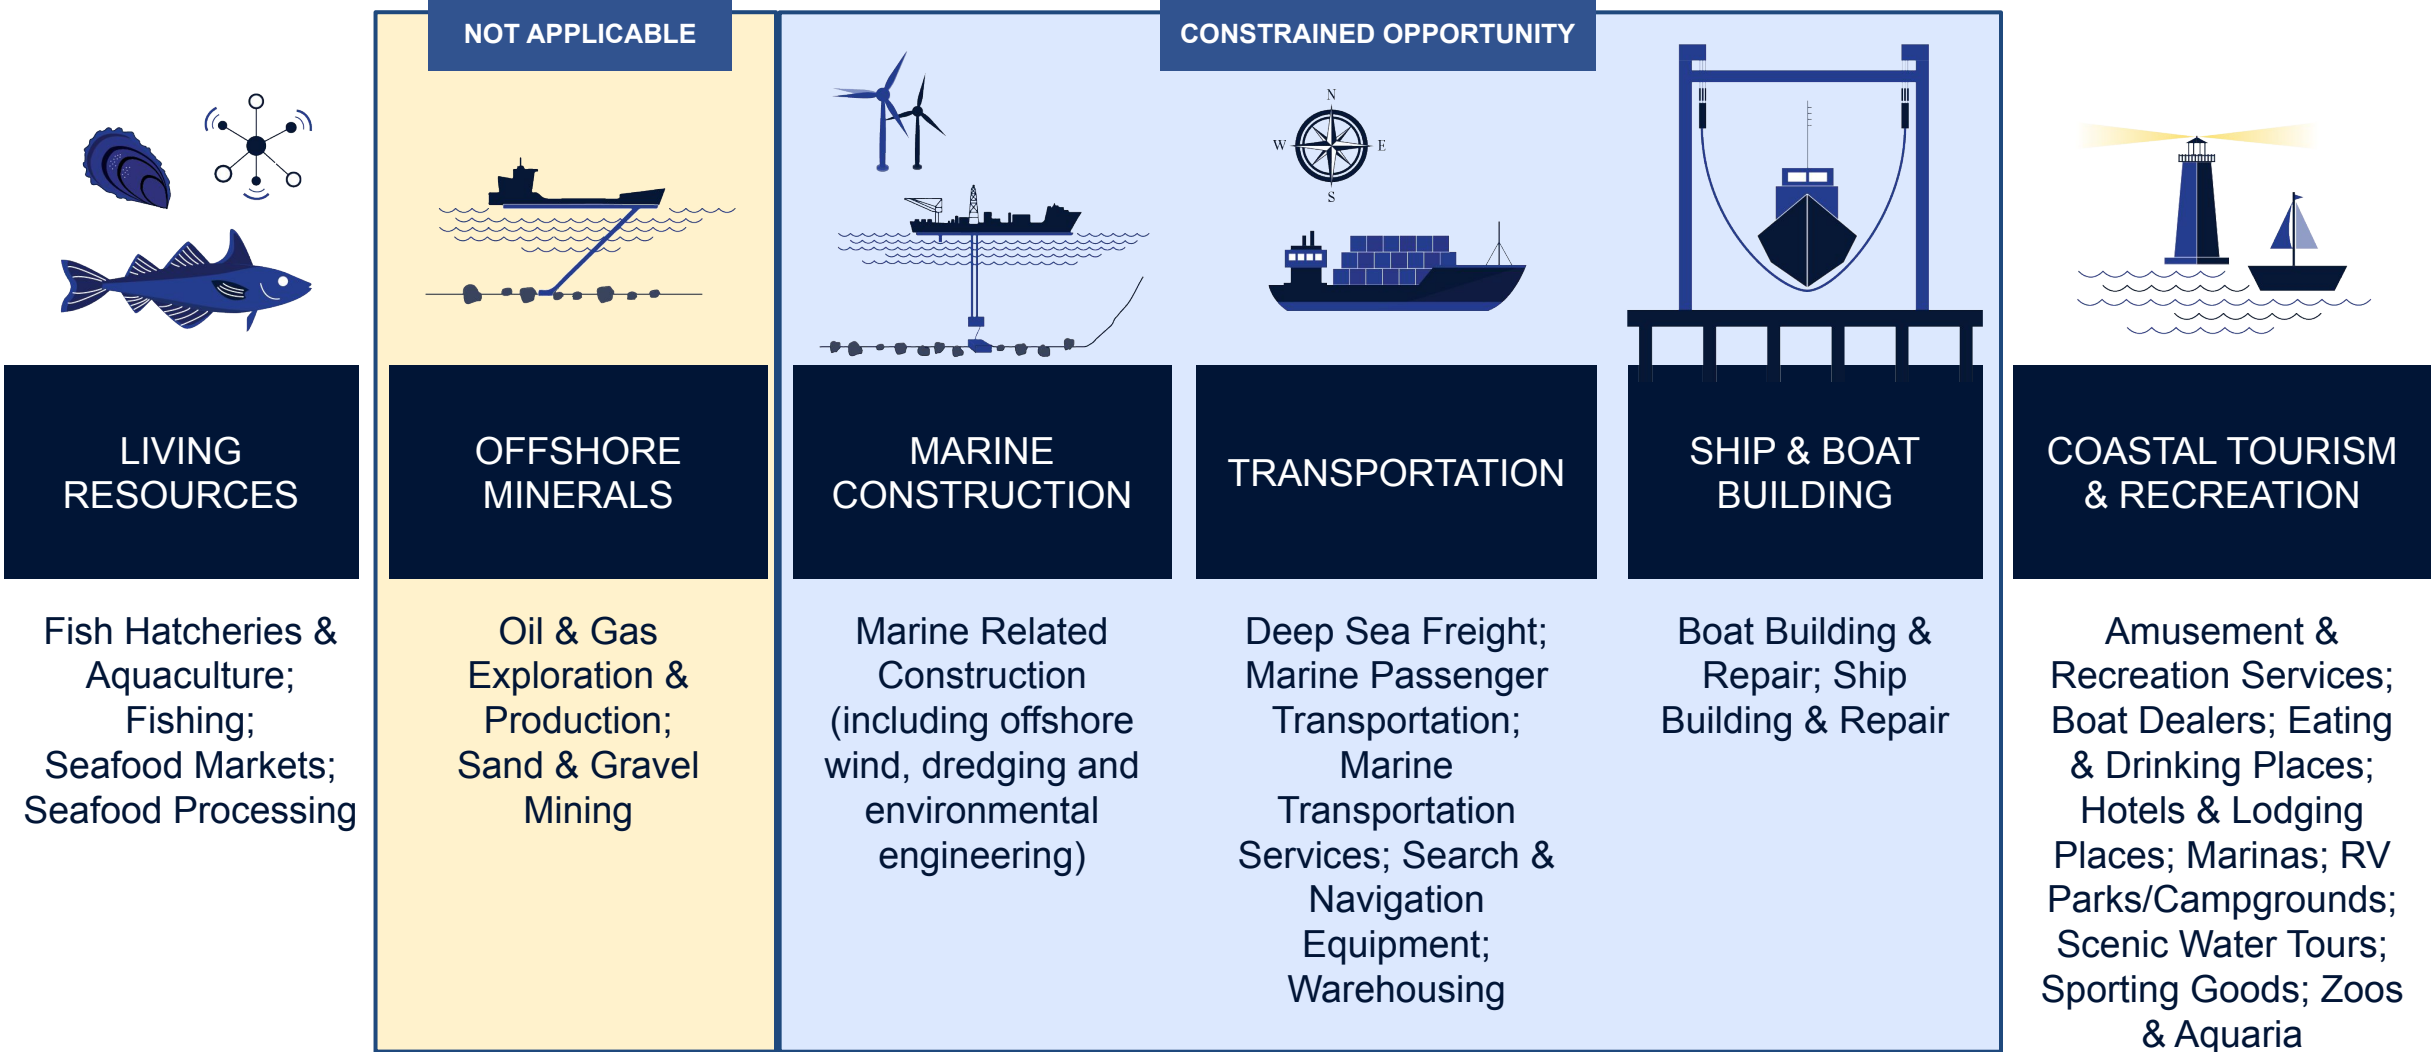 NOT APPLICABLE
CONSTRAINED OPPORTUNITY
N
W
E
S
LIVING
RESOURCES
Fish Hatcheries &
Aquaculture;
Fishing;
Seafood Markets;
Seafood Processing
OFFSHORE
MINERALS
Oil & Gas
Exploration &
Production;
Sand & Gravel
Mining
MARINE
CONSTRUCTION
Marine Related
Construction
(including offshore
wind, dredging and
environmental
engineering)
TRANSPORTATION
Deep Sea Freight;
Marine Passenger
Transportation;
Marine
Transportation
Services; Search &
Navigation
Equipment;
Warehousing
SHIP & BOAT
BUILDING
Boat Building &
Repair; Ship
Building & Repair
COASTAL TOURISM
& RECREATION
Amusement &
Recreation Services;
Boat Dealers; Eating
& Drinking Places;
Hotels & Lodging
Places; Marinas; RV
Parks/Campgrounds;
Scenic Water Tours;
Sporting Goods; Zoos
& Aquaria